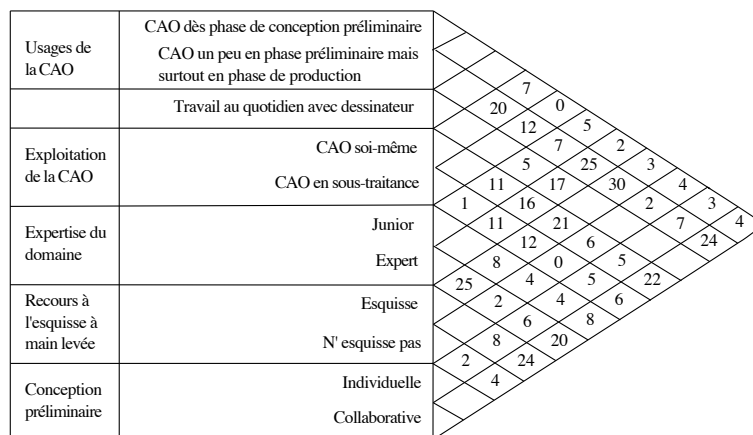 CAO dès phase de conception préliminaire
Usages de
la CAO
CAO un peu en phase préliminaire mais
surtout en phase de production
Travail au quotidien avec dessinateur
Exploitation
de la CAO
CAO soi-même
CAO en sous-traitance
Expertise du
domaine
Junior
Expert
Recours à
l'esquisse à
main levée
Esquisse
N' esquisse pas
Conception
préliminaire
Individuelle
Collaborative
7 0
20 12 5
7 2
5 25 3
11 17 30 4
1 16 2 3
11 21 7 4
12 6 24
8 0 5
25 4 5 22
2 4 6
6 8
8 20
2 24
4